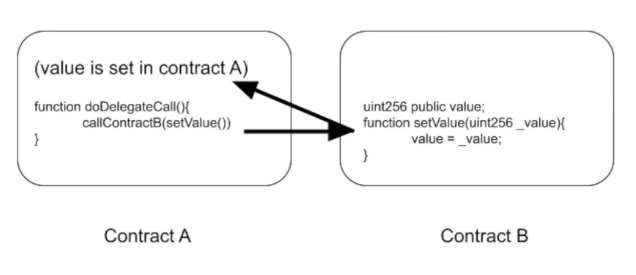 (value is set in contract A)
function doDelegateCall(){
callContractB(setValue())
}
uint256 public value;
function setValue(uint256 _value){
value = _value;
}
Contract A
Contract B